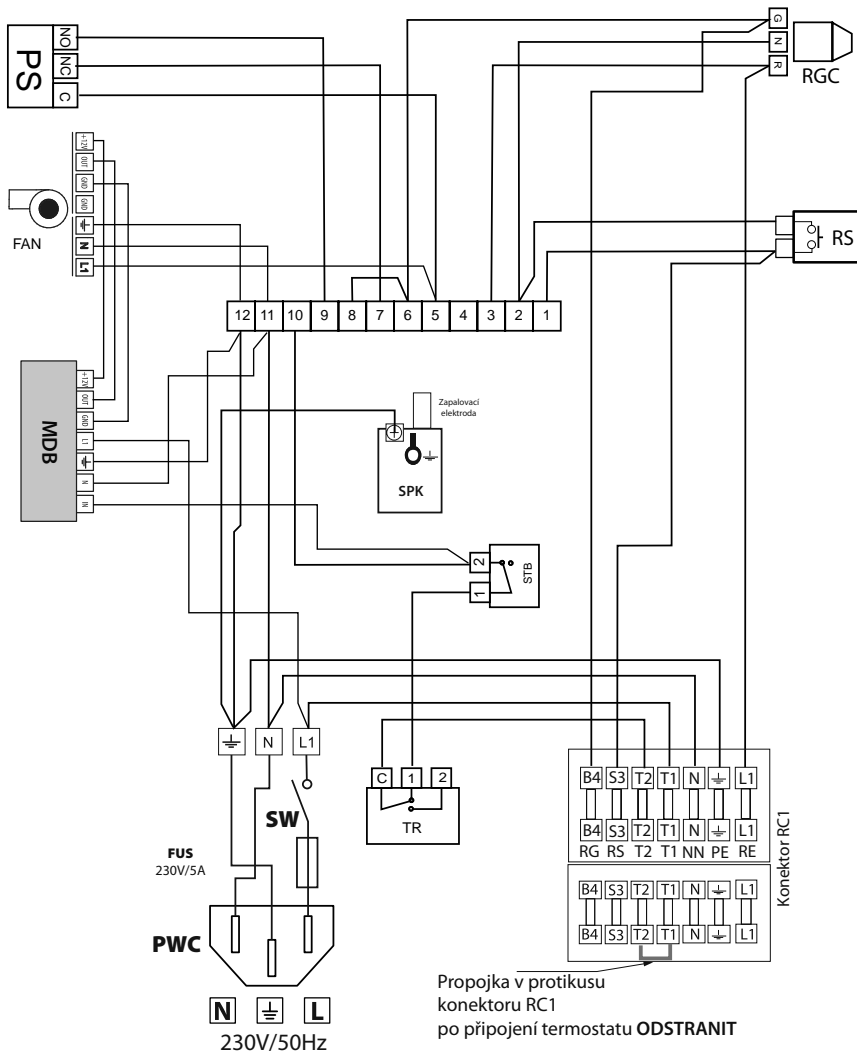 PS
NO
NC
C
G
N
R
RGC
+12V
OUT
GND
GND
N
L1
FAN
RS
12 11 10 9 8 7 6 5 4 3 2 1
MDB
+12V
OUT
GND
L1
N
IN
Zapalovací
elektroda
SPK
2
1
STB
N L1
C 1 2
TR
SW
FUS
230V/5A
PWC
N L
230V/50Hz
B4 S3 T2 T1 N L1
B4 S3 T2 T1 N L1
RG RS T2 T1 NN PE RE
B4 S3 T2 T1 N L1
B4 S3 T2 T1 N L1
Konektor RC1
Propojka v protikusu
konektoru RC1
po připojení termostatu ODSTRANIT